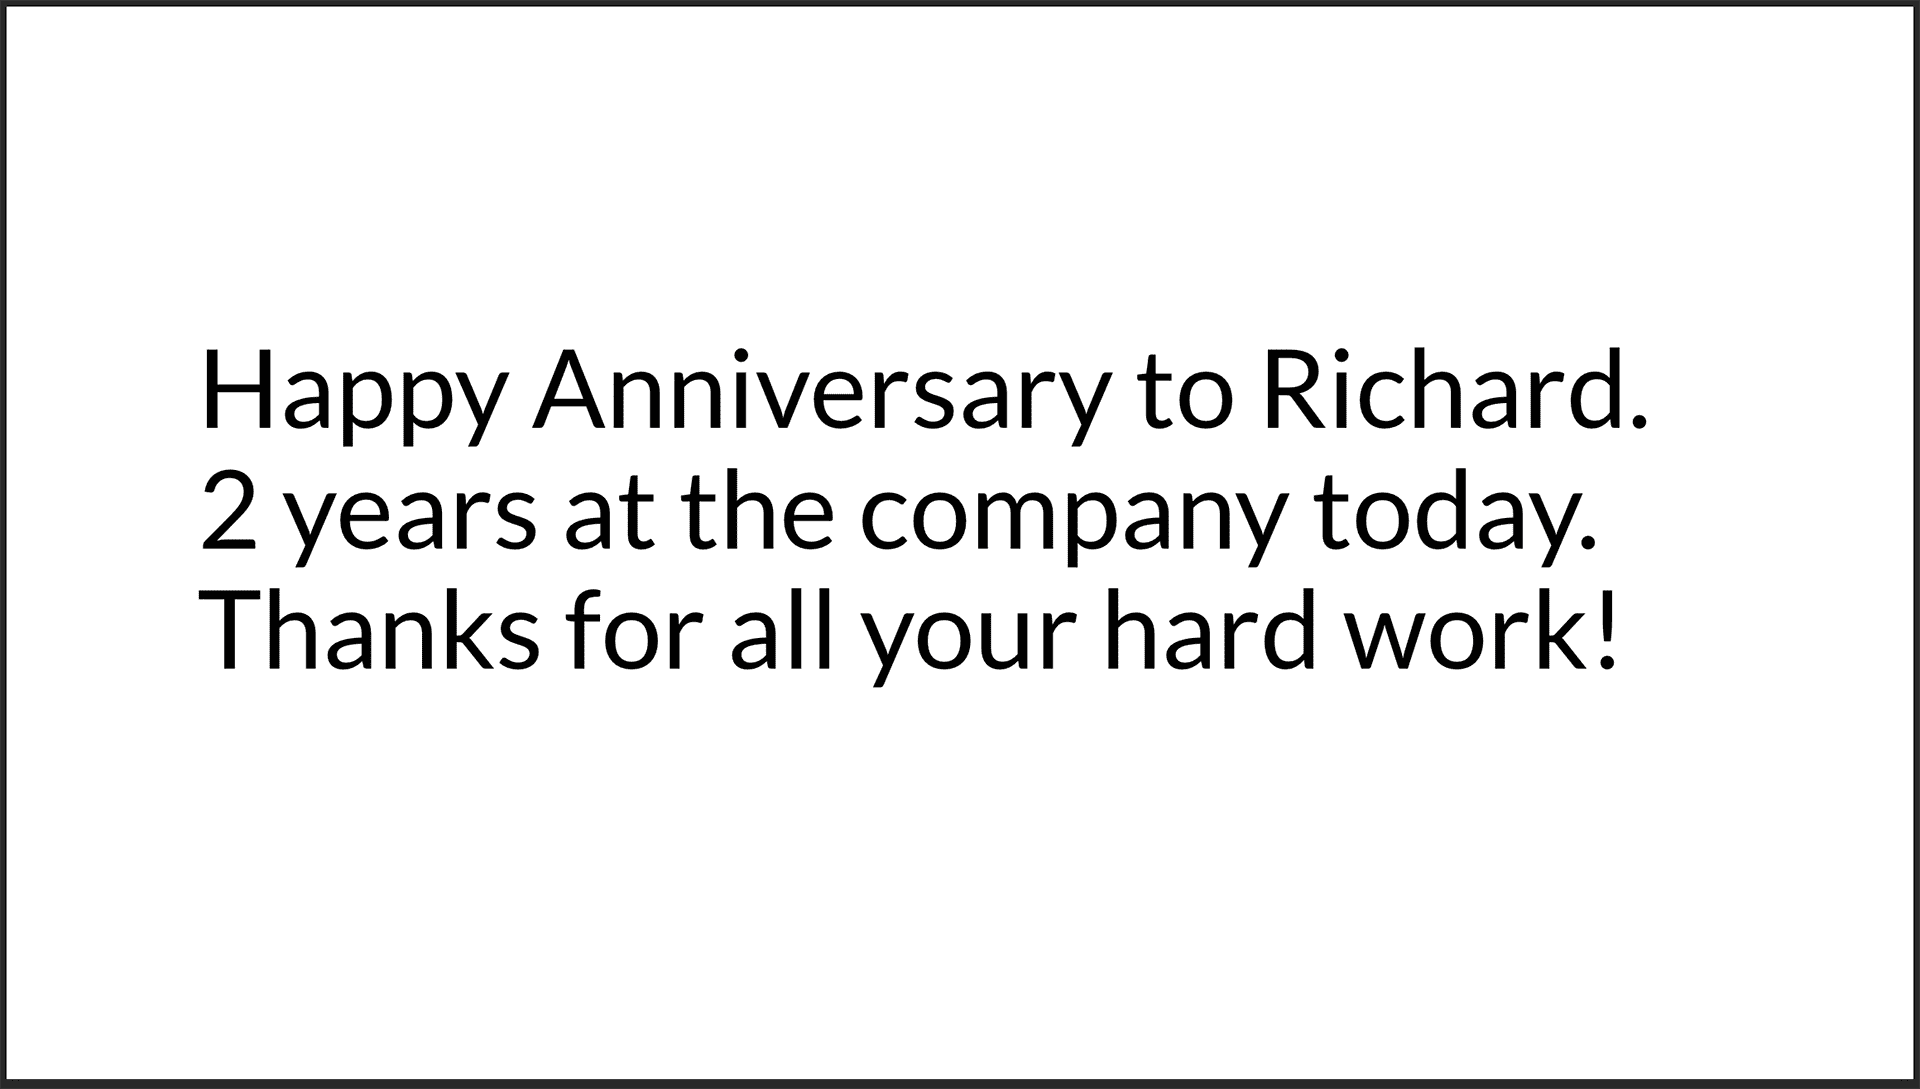 Happy Anniversary to Richard.
2 years at the company today.
Thanks for all your hard work!